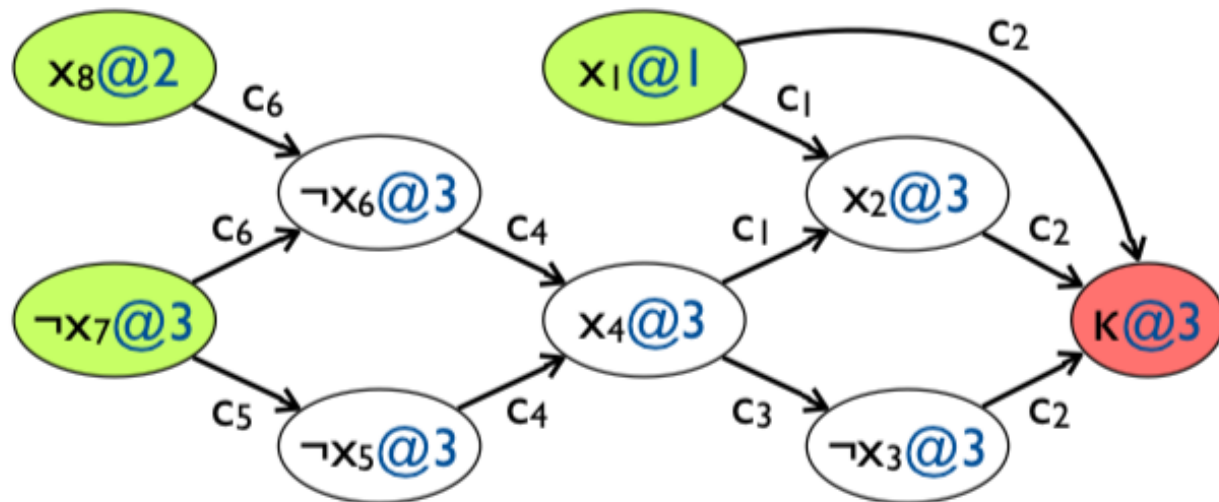 x₈@2
x₁@1
c₂
c₆
c₁
¬x₆@3
x₂@3
c₆
c₄
c₁
c₂
¬x₇@3
x₄@3
κ@3
c₅
c₄
c₃
c₂
¬x₅@3
¬x₃@3